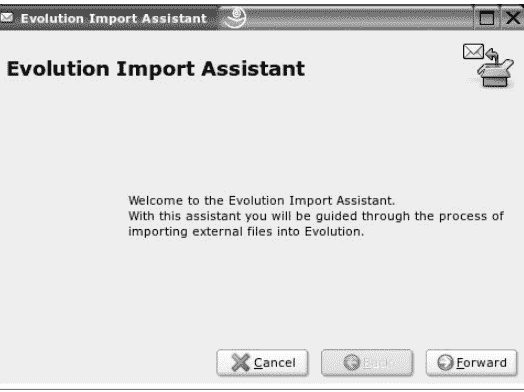 Evolution Import Assistant
Evolution Import Assistant
Welcome to the Evolution Import Assistant.
With this assistant you will be guided through the process of
importing external files into Evolution.
Cancel
Back
Forward